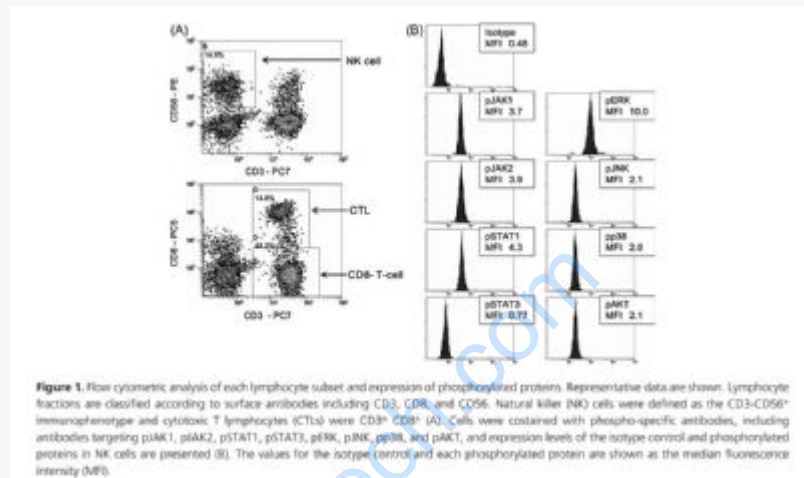 (A)
(B)
14.9%
NK cell
CD56 - PE
CD3 - PC7
14.8%
CTL
CD8 - PC5
CD8- T-cell
CD3 - PC7
Isotype
MFI 0.48
pJAK1
MFI 3.7
pERK
MFI 10.0
pJAK2
MFI 3.9
pJNK
MFI 2.1
pSTAT1
MFI 4.3
pp38
MFI 2.0
pSTAT3
MFI 0.77
pAKT
MFI 2.1
Figure 1. Flow cytometric analysis of each lymphocyte subset and expression of phosphorylated proteins. Representative data are shown. Lymphocyte
fractions are classified according to surface antibodies including CD3, CD8, and CD56. Natural killer (NK) cells were defined as the CD3-CD56⁺
immunophenotype and cytotoxic T lymphocytes (CTLs) were CD3⁺ CD8⁺ (A). Cells were costained with phospho-specific antibodies, including
antibodies targeting pJAK1, pJAK2, pSTAT1, pSTAT3, pERK, pJNK, pp38, and pAKT, and expression levels of the isotype control and phosphorylated
proteins in NK cells are presented (B). The values for the isotype control and each phosphorylated protein are shown as the median fluorescence
intensity (MFI).
ech.com